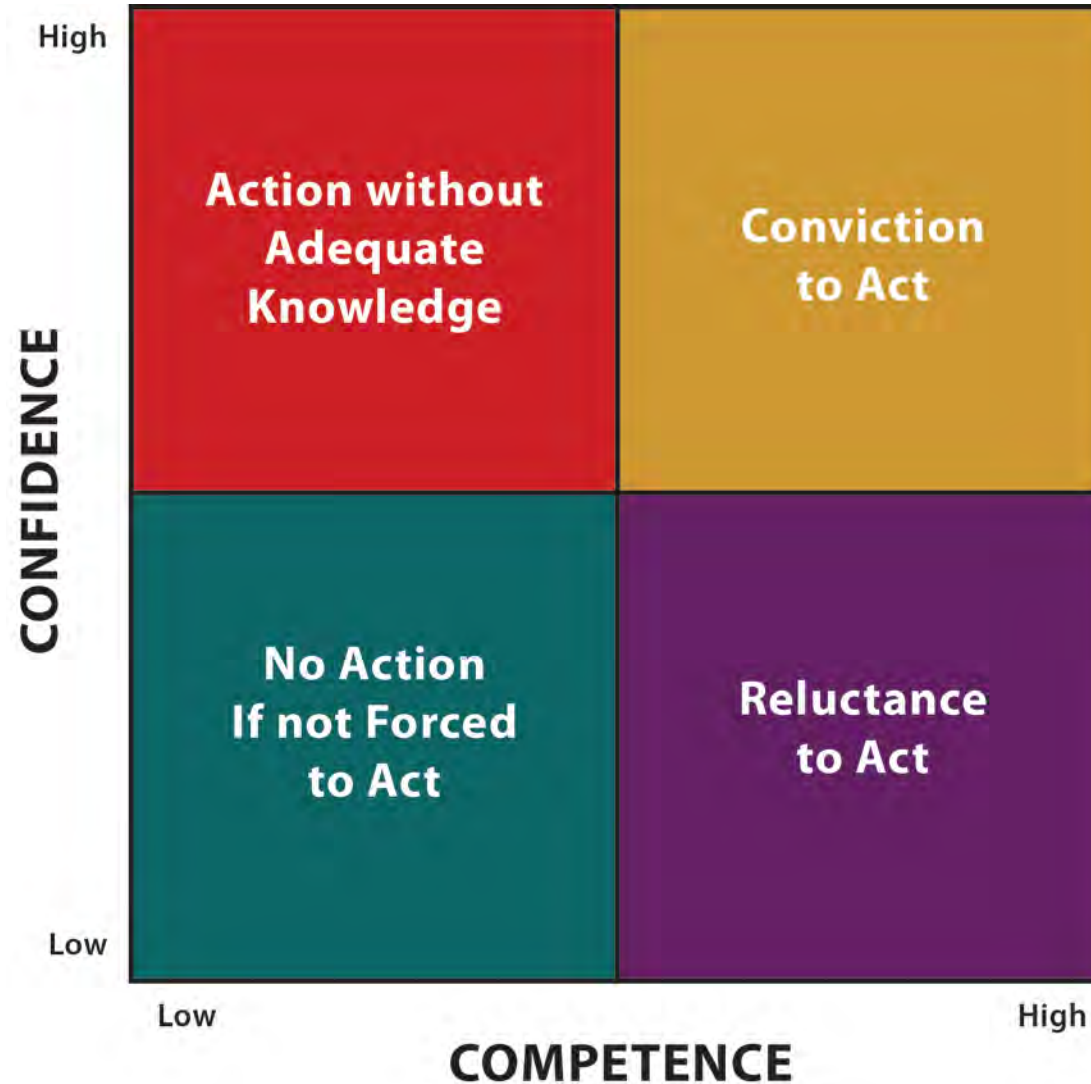 High
Action without
Adequate
Knowledge
Conviction
to Act
CONFIDENCE
No Action
If not Forced
to Act
Reluctance
to Act
Low
Low
High
COMPETENCE